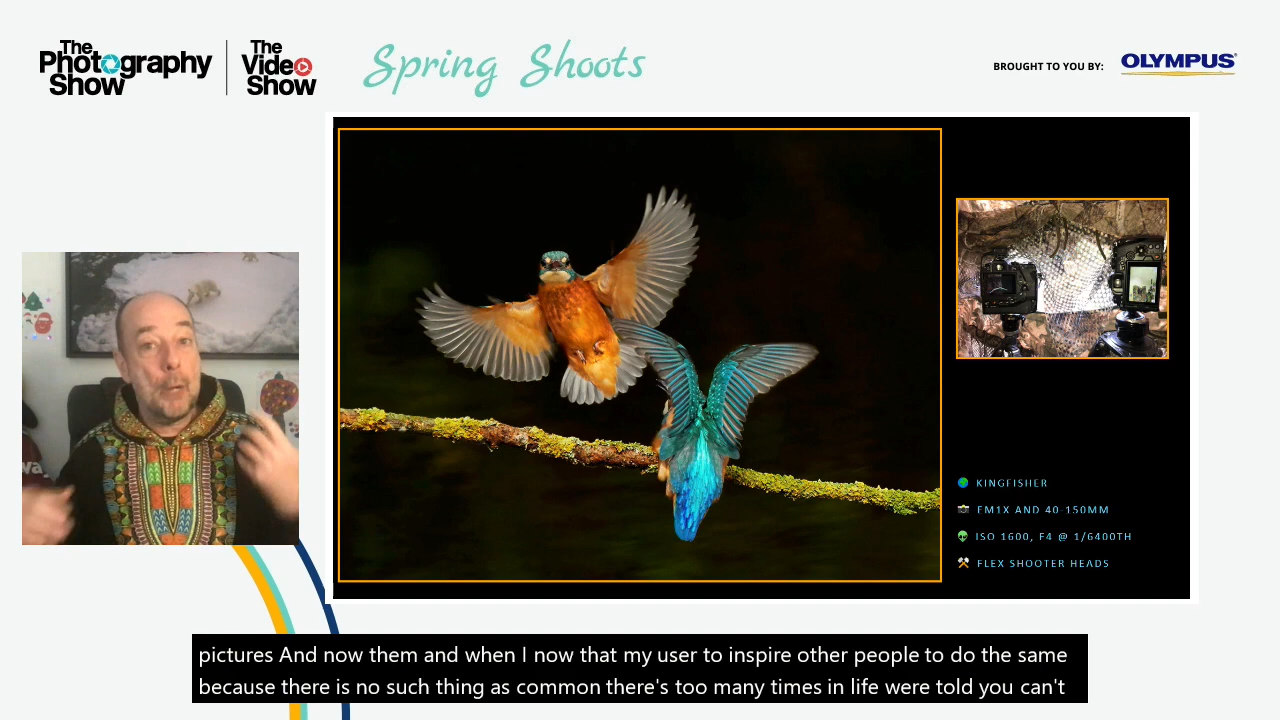 The Photography Show
The Video Show
Spring Shoots
BROUGHT TO YOU BY:
OLYMPUS
KINGFISHER
EM1X AND 40-150MM
ISO 1600, F4 @ 1/6400TH
FLEX SHOOTER HEADS
pictures And now them and when I now that my user to inspire other people to do the same
because there is no such thing as common there's too many times in life were told you can't